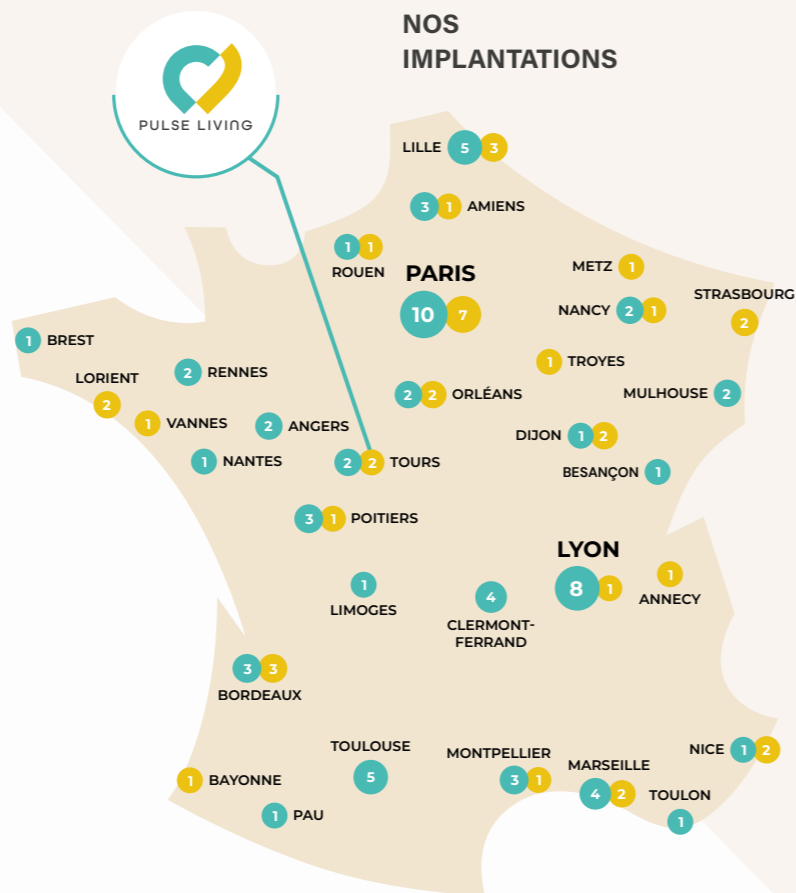 NOS
IMPLANTATIONS
PULSE LIVING
LILLE 5 3
3 1 AMIENS
1 1
ROUEN
PARIS
10 7
METZ 1
NANCY 2 1
STRASBOURG
2
1 BREST
2 RENNES
1 TROYES
LORIENT
2
2 2 ORLÉANS
MULHOUSE 2
1 VANNES
2 ANGERS
DIJON 1 2
1 NANTES
2 2 TOURS
BESANÇON 1
3 1 POITIERS
LYON
8 1
1
ANNECY
1
LIMOGES
4
CLERMONT-
FERRAND
3 3
BORDEAUX
TOULOUSE
5
MONTPELLIER
3 1
MARSEILLE
4 2
NICE 1 2
1 BAYONNE
TOULON
1
1 PAU